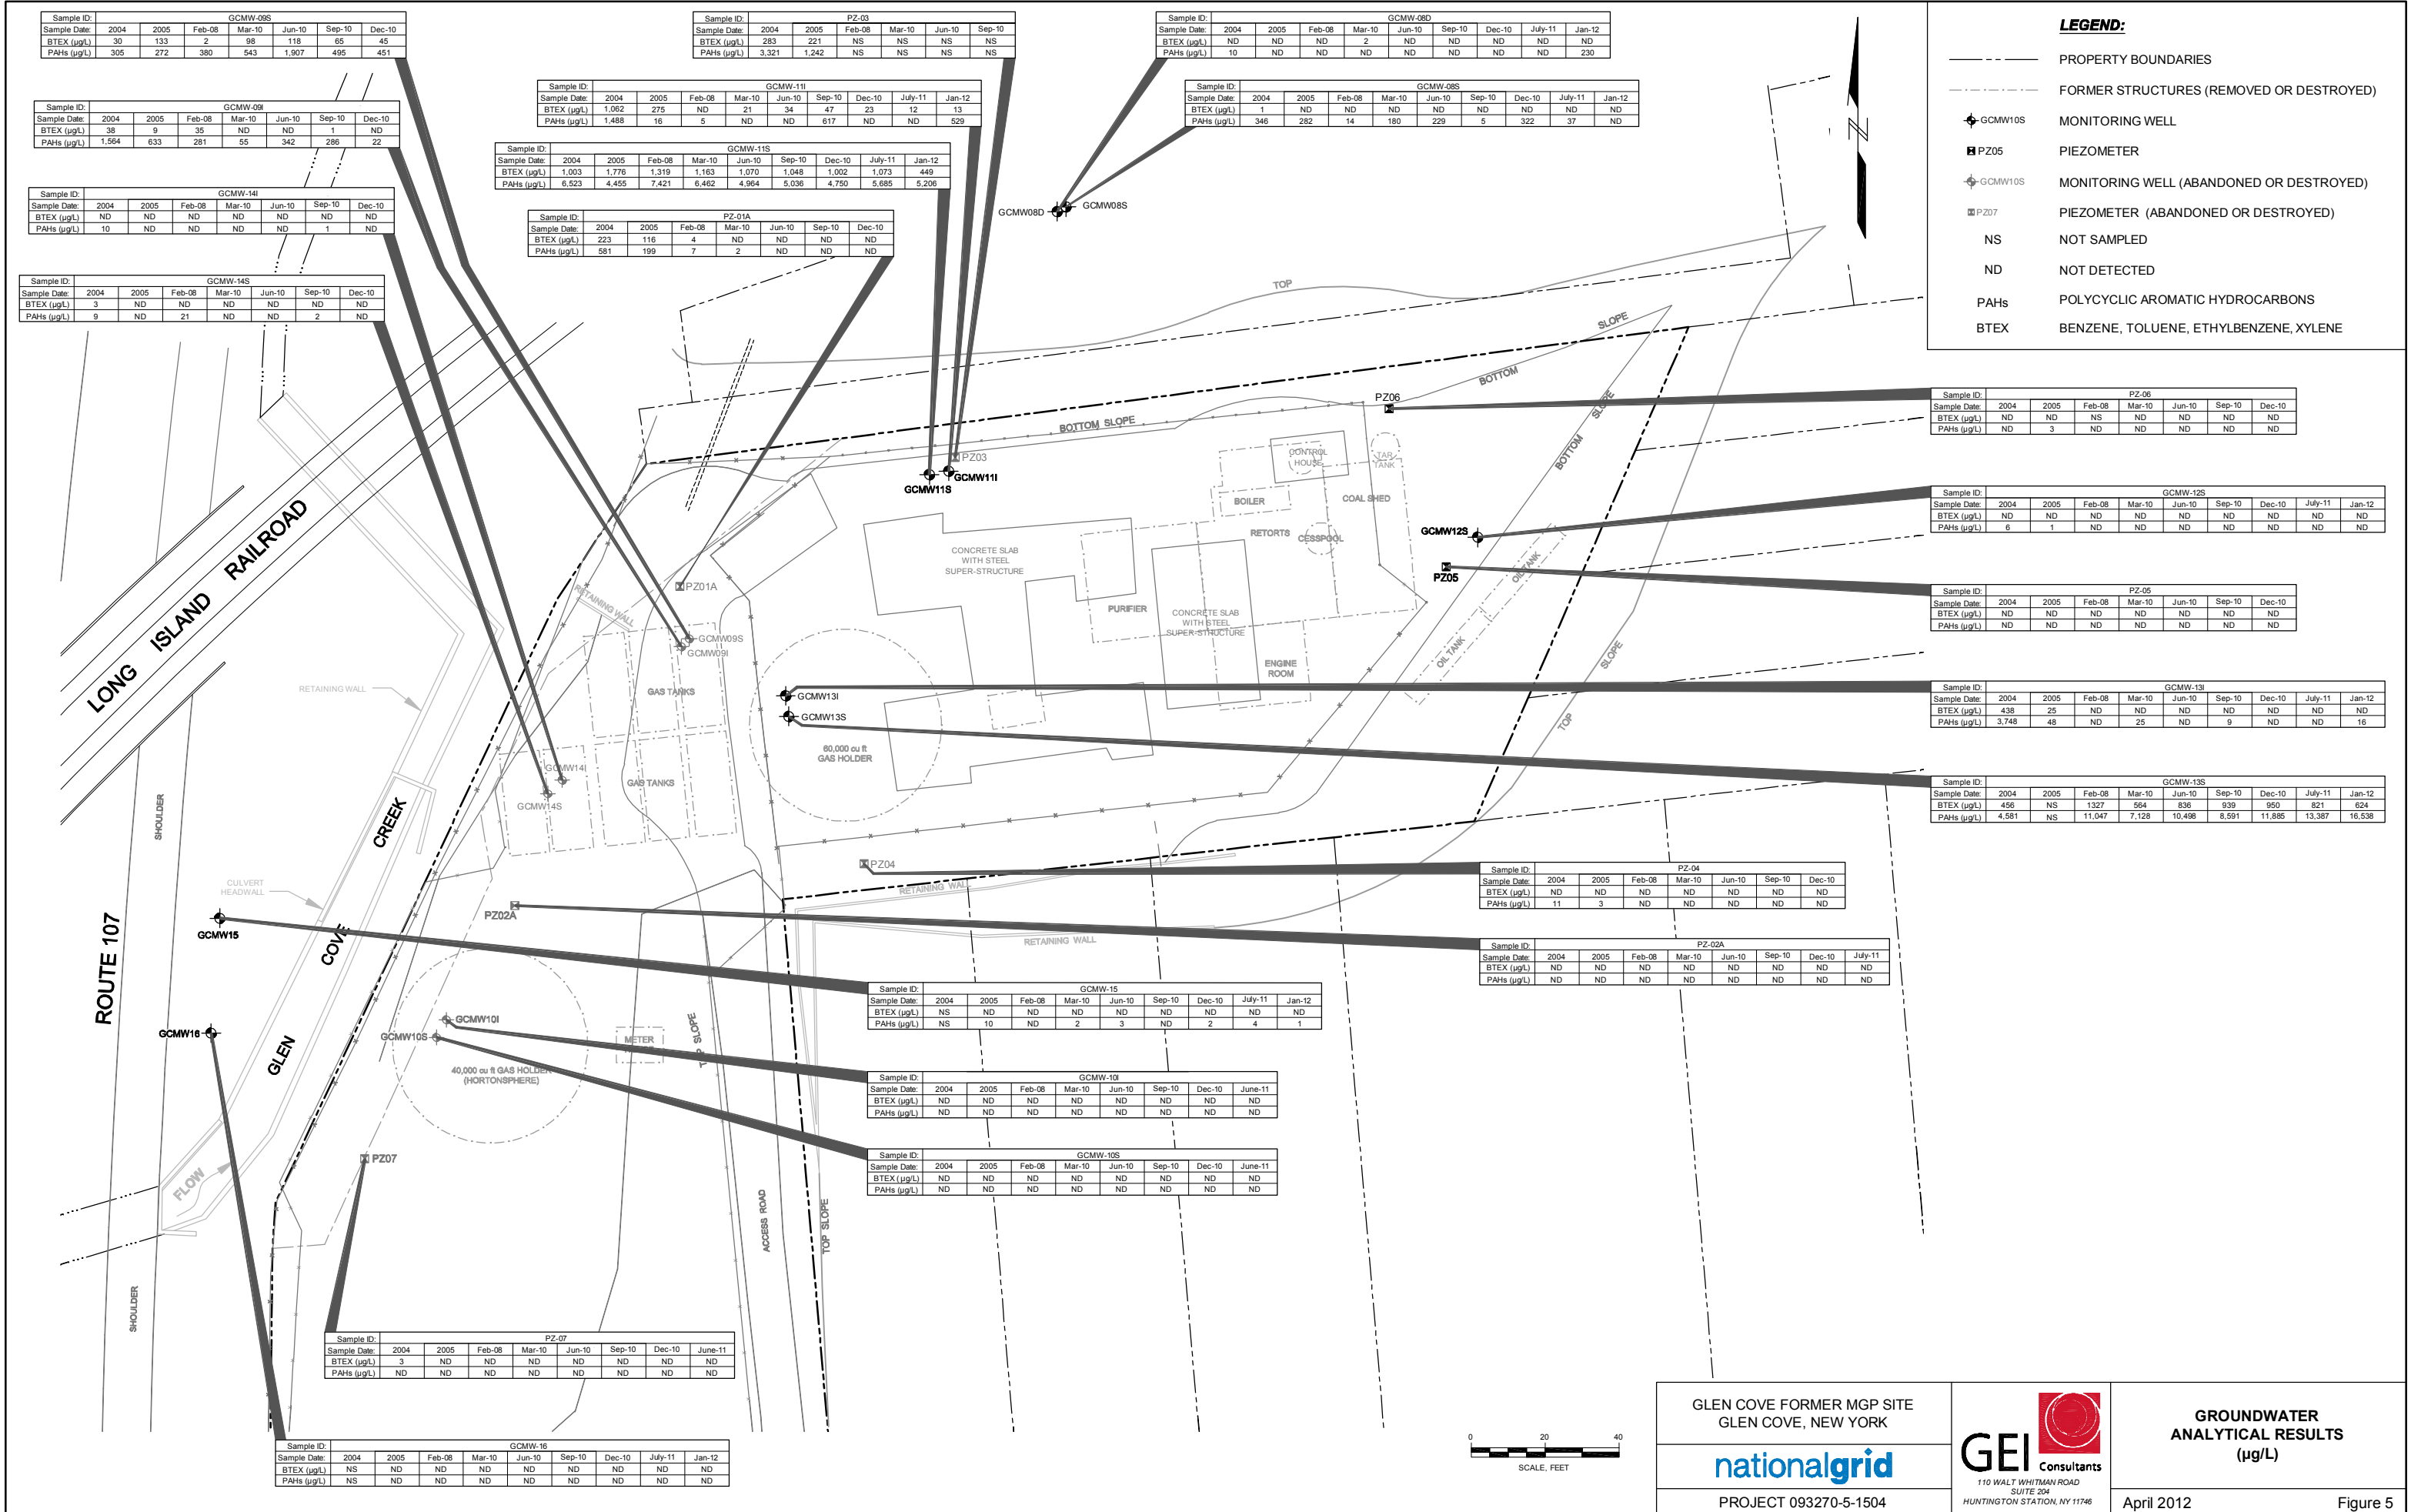 Sample ID: GCMW-09S
Sample Date: 2004 2005 Feb-08 Mar-10 Jun-10 Sep-10 Dec-10
BTEX (µg/L) 30 133 2 98 118 65 45
PAHs (µg/L) 305 272 380 543 1,907 495 451
Sample ID: GCMW-09I
Sample Date: 2004 2005 Feb-08 Mar-10 Jun-10 Sep-10 Dec-10
BTEX (µg/L) 38 9 35 ND ND 1 ND
PAHs (µg/L) 1,564 633 281 55 342 286 22
Sample ID: GCMW-14I
Sample Date: 2004 2005 Feb-08 Mar-10 Jun-10 Sep-10 Dec-10
BTEX (µg/L) ND ND ND ND ND ND ND
PAHs (µg/L) 10 ND ND ND ND 1 ND
Sample ID: GCMW-14S
Sample Date: 2004 2005 Feb-08 Mar-10 Jun-10 Sep-10 Dec-10
BTEX (µg/L) 3 ND ND ND ND ND ND
PAHs (µg/L) 9 ND 21 ND ND 2 ND
Sample ID: PZ-03
Sample Date: 2004 2005 Feb-08 Mar-10 Jun-10 Sep-10
BTEX (µg/L) 283 221 NS NS NS NS
PAHs (µg/L) 3,321 1,242 NS NS NS NS
Sample ID: GCMW-11I
Sample Date: 2004 2005 Feb-08 Mar-10 Jun-10 Sep-10 Dec-10 July-11 Jan-12
BTEX (µg/L) 1,062 275 ND 21 34 47 23 12 13
PAHs (µg/L) 1,488 16 5 ND ND 617 ND ND 529
Sample ID: GCMW-11S
Sample Date: 2004 2005 Feb-08 Mar-10 Jun-10 Sep-10 Dec-10 July-11 Jan-12
BTEX (µg/L) 1,003 1,776 1,319 1,163 1,070 1,048 1,002 1,073 449
PAHs (µg/L) 6,523 4,455 7,421 6,462 4,964 5,036 4,750 5,685 5,206
Sample ID: PZ-01A
Sample Date: 2004 2005 Feb-08 Mar-10 Jun-10 Sep-10 Dec-10
BTEX (µg/L) 223 116 4 ND ND ND ND
PAHs (µg/L) 581 199 7 2 ND ND ND
Sample ID: GCMW-08D
Sample Date: 2004 2005 Feb-08 Mar-10 Jun-10 Sep-10 Dec-10 July-11 Jan-12
BTEX (µg/L) ND ND ND 2 ND ND ND ND ND
PAHs (µg/L) 10 ND ND ND ND ND ND ND 230
Sample ID: GCMW-08S
Sample Date: 2004 2005 Feb-08 Mar-10 Jun-10 Sep-10 Dec-10 July-11 Jan-12
BTEX (µg/L) 1 ND ND ND ND ND ND ND ND
PAHs (µg/L) 346 282 14 180 229 5 322 37 ND
N
LEGEND:
PROPERTY BOUNDARIES
FORMER STRUCTURES (REMOVED OR DESTROYED)
GCMW10S MONITORING WELL
PZ05 PIEZOMETER
GCMW10S MONITORING WELL (ABANDONED OR DESTROYED)
PZ07 PIEZOMETER (ABANDONED OR DESTROYED)
NS NOT SAMPLED
ND NOT DETECTED
PAHs POLYCYCLIC AROMATIC HYDROCARBONS
BTEX BENZENE, TOLUENE, ETHYLBENZENE, XYLENE
GCMW08D GCMW08S
TOP
SLOPE
BOTTOM
SLOPE
BOTTOM
BOTTOM SLOPE
PZ06
PZ03
GCMW11I
GCMW11S
CONTROL
HOUSE
TAR
TANK
BOILER
COAL SHED
RETORTS
CESSPOOL
GCMW12S
PZ05
OIL TANK
OIL TANK
SLOPE
TOP
CONCRETE SLAB
WITH STEEL
SUPER-STRUCTURE
PURIFIER
CONCRETE SLAB
WITH STEEL
SUPER-STRUCTURE
ENGINE
ROOM
PZ01A
RETAINING WALL
GCMW09S
GCMW09I
GAS TANKS
GCMW13I
GCMW13S
60,000 cu ft
GAS HOLDER
GCMW14I
GAS TANKS
GCMW14S
LONG ISLAND RAILROAD
RETAINING WALL
SHOULDER
CULVERT
HEADWALL
GLEN COVE CREEK
ROUTE 107
GCMW15
GCMW16
PZ02A
PZ04
RETAINING WALL
RETAINING WALL
GCMW10I
GCMW10S
METER
40,000 cu ft GAS HOLDER
(HORTONSPHERE)
TOP SLOPE
PZ07
FLOW
ACCESS ROAD
TOP SLOPE
SHOULDER
Sample ID: PZ-06
Sample Date: 2004 2005 Feb-08 Mar-10 Jun-10 Sep-10 Dec-10
BTEX (µg/L) ND ND NS ND ND ND ND
PAHs (µg/L) ND 3 ND ND ND ND ND
Sample ID: GCMW-12S
Sample Date: 2004 2005 Feb-08 Mar-10 Jun-10 Sep-10 Dec-10 July-11 Jan-12
BTEX (µg/L) ND ND ND ND ND ND ND ND ND
PAHs (µg/L) 6 1 ND ND ND ND ND ND ND
Sample ID: PZ-05
Sample Date: 2004 2005 Feb-08 Mar-10 Jun-10 Sep-10 Dec-10
BTEX (µg/L) ND ND ND ND ND ND ND
PAHs (µg/L) ND ND ND ND ND ND ND
Sample ID: GCMW-13I
Sample Date: 2004 2005 Feb-08 Mar-10 Jun-10 Sep-10 Dec-10 July-11 Jan-12
BTEX (µg/L) 438 25 ND ND ND ND ND ND ND
PAHs (µg/L) 3,748 48 ND 25 ND 9 ND ND 16
Sample ID: GCMW-13S
Sample Date: 2004 2005 Feb-08 Mar-10 Jun-10 Sep-10 Dec-10 July-11 Jan-12
BTEX (µg/L) 456 NS 1327 564 836 939 950 821 624
PAHs (µg/L) 4,581 NS 11,047 7,128 10,498 8,591 11,885 13,387 16,538
Sample ID: PZ-04
Sample Date: 2004 2005 Feb-08 Mar-10 Jun-10 Sep-10 Dec-10
BTEX (µg/L) ND ND ND ND ND ND ND
PAHs (µg/L) 11 3 ND ND ND ND ND
Sample ID: PZ-02A
Sample Date: 2004 2005 Feb-08 Mar-10 Jun-10 Sep-10 Dec-10 July-11
BTEX (µg/L) ND ND ND ND ND ND ND ND
PAHs (µg/L) ND ND ND ND ND ND ND ND
Sample ID: GCMW-15
Sample Date: 2004 2005 Feb-08 Mar-10 Jun-10 Sep-10 Dec-10 July-11 Jan-12
BTEX (µg/L) NS ND ND ND ND ND ND ND ND
PAHs (µg/L) NS 10 ND 2 3 ND 2 4 1
Sample ID: GCMW-10I
Sample Date: 2004 2005 Feb-08 Mar-10 Jun-10 Sep-10 Dec-10 June-11
BTEX (µg/L) ND ND ND ND ND ND ND ND
PAHs (µg/L) ND ND ND ND ND ND ND ND
Sample ID: GCMW-10S
Sample Date: 2004 2005 Feb-08 Mar-10 Jun-10 Sep-10 Dec-10 June-11
BTEX (µg/L) ND ND ND ND ND ND ND ND
PAHs (µg/L) ND ND ND ND ND ND ND ND
Sample ID: PZ-07
Sample Date: 2004 2005 Feb-08 Mar-10 Jun-10 Sep-10 Dec-10 June-11
BTEX (µg/L) 3 ND ND ND ND ND ND ND
PAHs (µg/L) ND ND ND ND ND ND ND ND
Sample ID: GCMW-16
Sample Date: 2004 2005 Feb-08 Mar-10 Jun-10 Sep-10 Dec-10 July-11 Jan-12
BTEX (µg/L) NS ND ND ND ND ND ND ND ND
PAHs (µg/L) NS ND ND ND ND ND ND ND ND
0 20 40
SCALE, FEET
GLEN COVE FORMER MGP SITE
GLEN COVE, NEW YORK
nationalgrid
PROJECT 093270-5-1504
GEI Consultants
110 WALT WHITMAN ROAD
SUITE 204
HUNTINGTON STATION, NY 11746
GROUNDWATER
ANALYTICAL RESULTS
(µg/L)
April 2012 Figure 5